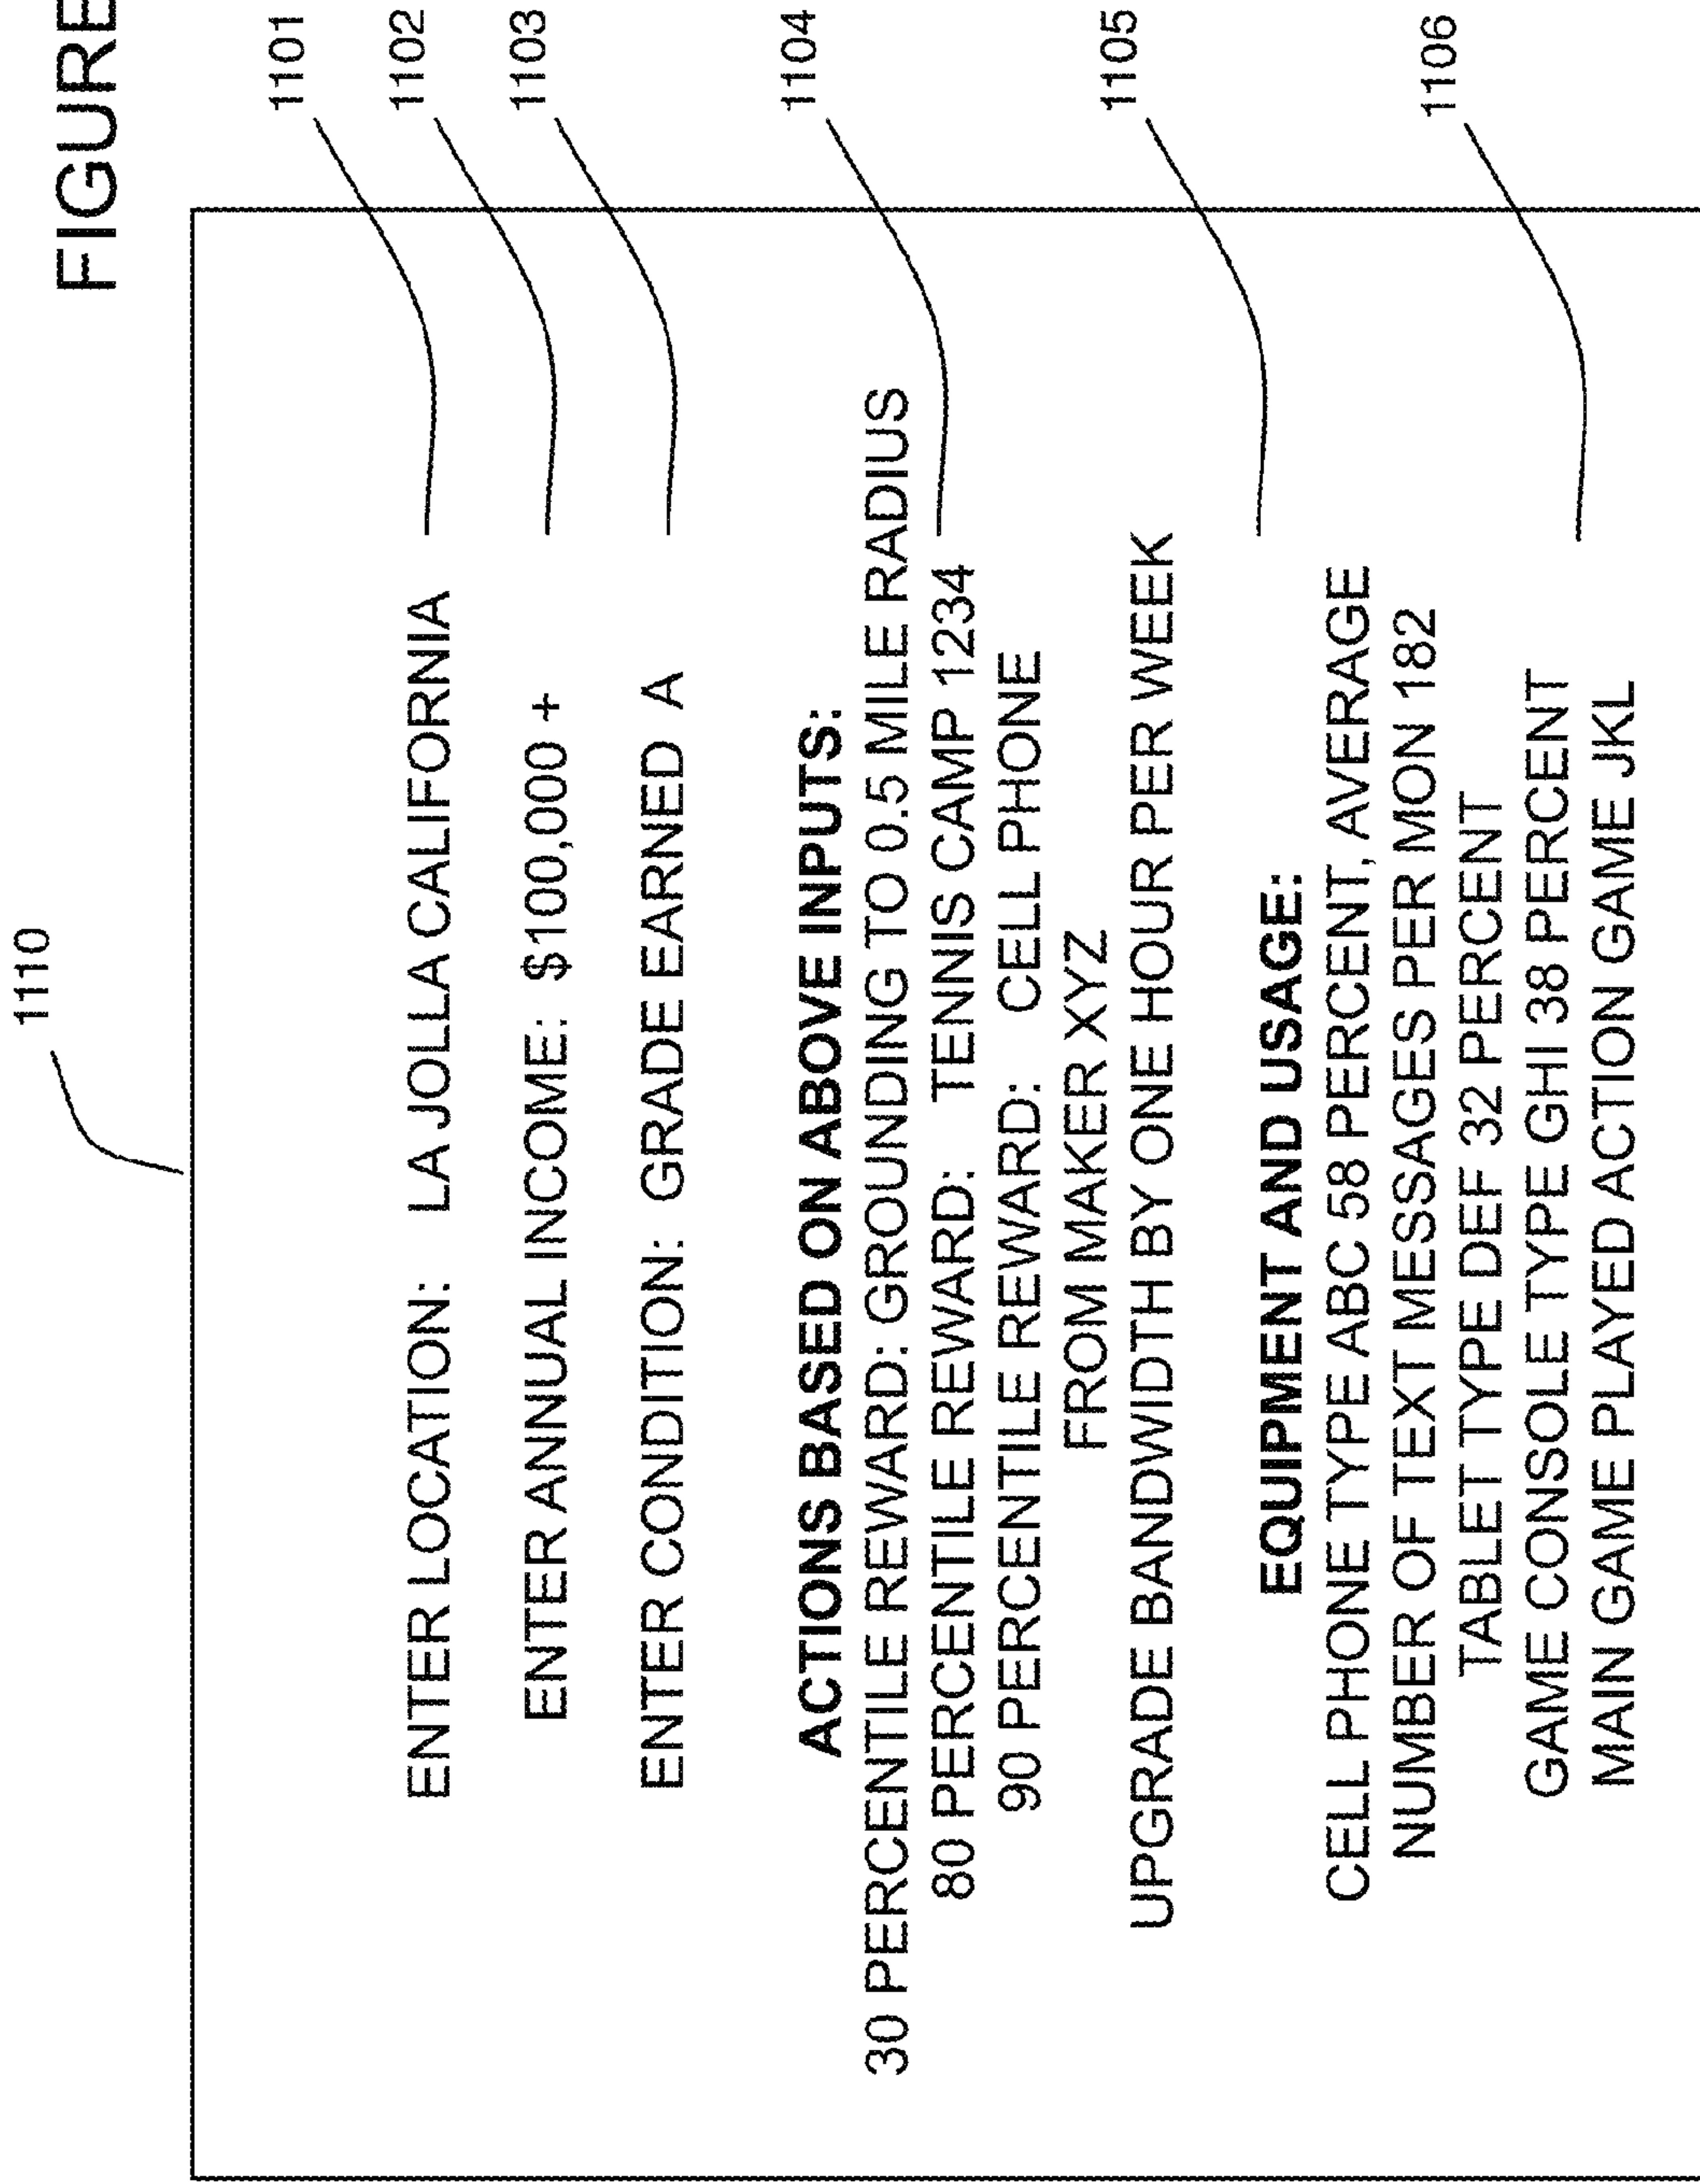 FIGURE
1110
ENTER LOCATION: LA JOLLA CALIFORNIA
1101
ENTER ANNUAL INCOME: $100,000 +
1102
ENTER CONDITION: GRADE EARNED A
1103
ACTIONS BASED ON ABOVE INPUTS:
30 PERCENTILE REWARD: GROUNDING TO 0.5 MILE RADIUS
80 PERCENTILE REWARD: TENNIS CAMP 1234
1104
90 PERCENTILE REWARD: CELL PHONE
FROM MAKER XYZ
UPGRADE BANDWIDTH BY ONE HOUR PER WEEK
EQUIPMENT AND USAGE:
1105
CELL PHONE TYPE ABC 58 PERCENT, AVERAGE
NUMBER OF TEXT MESSAGES PER MON 182
TABLET TYPE DEF 32 PERCENT
GAME CONSOLE TYPE GHI 38 PERCENT
1106
MAIN GAME PLAYED ACTION GAME JKL